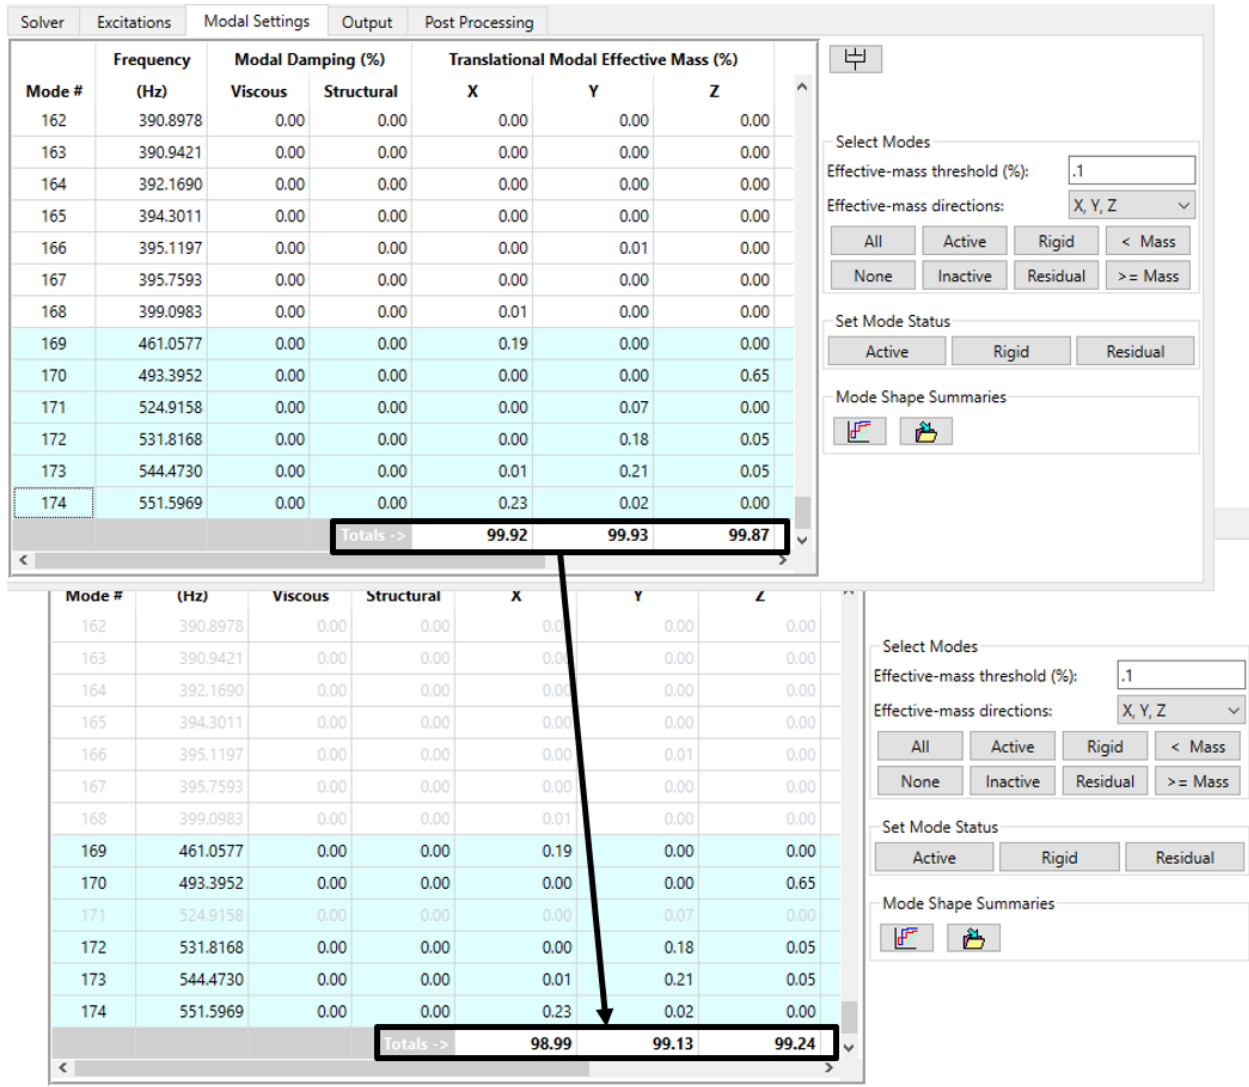 Solver Excitations Modal Settings Output Post Processing
Frequency Modal Damping (%) Translational Modal Effective Mass (%)
Mode # (Hz) Viscous Structural X Y Z
162 390.8978 0.00 0.00 0.00 0.00 0.00
163 390.9421 0.00 0.00 0.00 0.00 0.00
164 392.1690 0.00 0.00 0.00 0.00 0.00
165 394.3011 0.00 0.00 0.00 0.00 0.00
166 395.1197 0.00 0.00 0.00 0.01 0.00
167 395.7593 0.00 0.00 0.00 0.00 0.00
168 399.0983 0.00 0.00 0.01 0.00 0.00
169 461.0577 0.00 0.00 0.19 0.00 0.00
170 493.3952 0.00 0.00 0.00 0.00 0.65
171 524.9158 0.00 0.00 0.00 0.07 0.00
172 531.8168 0.00 0.00 0.00 0.18 0.05
173 544.4730 0.00 0.00 0.01 0.21 0.05
174 551.5969 0.00 0.00 0.23 0.02 0.00
Totals -> 99.92 99.93 99.87
Select Modes
Effective-mass threshold (%): .1
Effective-mass directions: X, Y, Z
All Active Rigid < Mass
None Inactive Residual >= Mass
Set Mode Status
Active Rigid Residual
Mode Shape Summaries
Mode # (Hz) Viscous Structural X Y Z
162 390.8978 0.00 0.00 0.00 0.00 0.00
163 390.9421 0.00 0.00 0.00 0.00 0.00
164 392.1690 0.00 0.00 0.00 0.00 0.00
165 394.3011 0.00 0.00 0.00 0.00 0.00
166 395.1197 0.00 0.00 0.00 0.01 0.00
167 395.7593 0.00 0.00 0.00 0.00 0.00
168 399.0983 0.00 0.00 0.01 0.00 0.00
169 461.0577 0.00 0.00 0.19 0.00 0.00
170 493.3952 0.00 0.00 0.00 0.00 0.65
171 524.9158 0.00 0.00 0.00 0.07 0.00
172 531.8168 0.00 0.00 0.00 0.18 0.05
173 544.4730 0.00 0.00 0.01 0.21 0.05
174 551.5969 0.00 0.00 0.23 0.02 0.00
Totals -> 98.99 99.13 99.24
Select Modes
Effective-mass threshold (%): .1
Effective-mass directions: X, Y, Z
All Active Rigid < Mass
None Inactive Residual >= Mass
Set Mode Status
Active Rigid Residual
Mode Shape Summaries